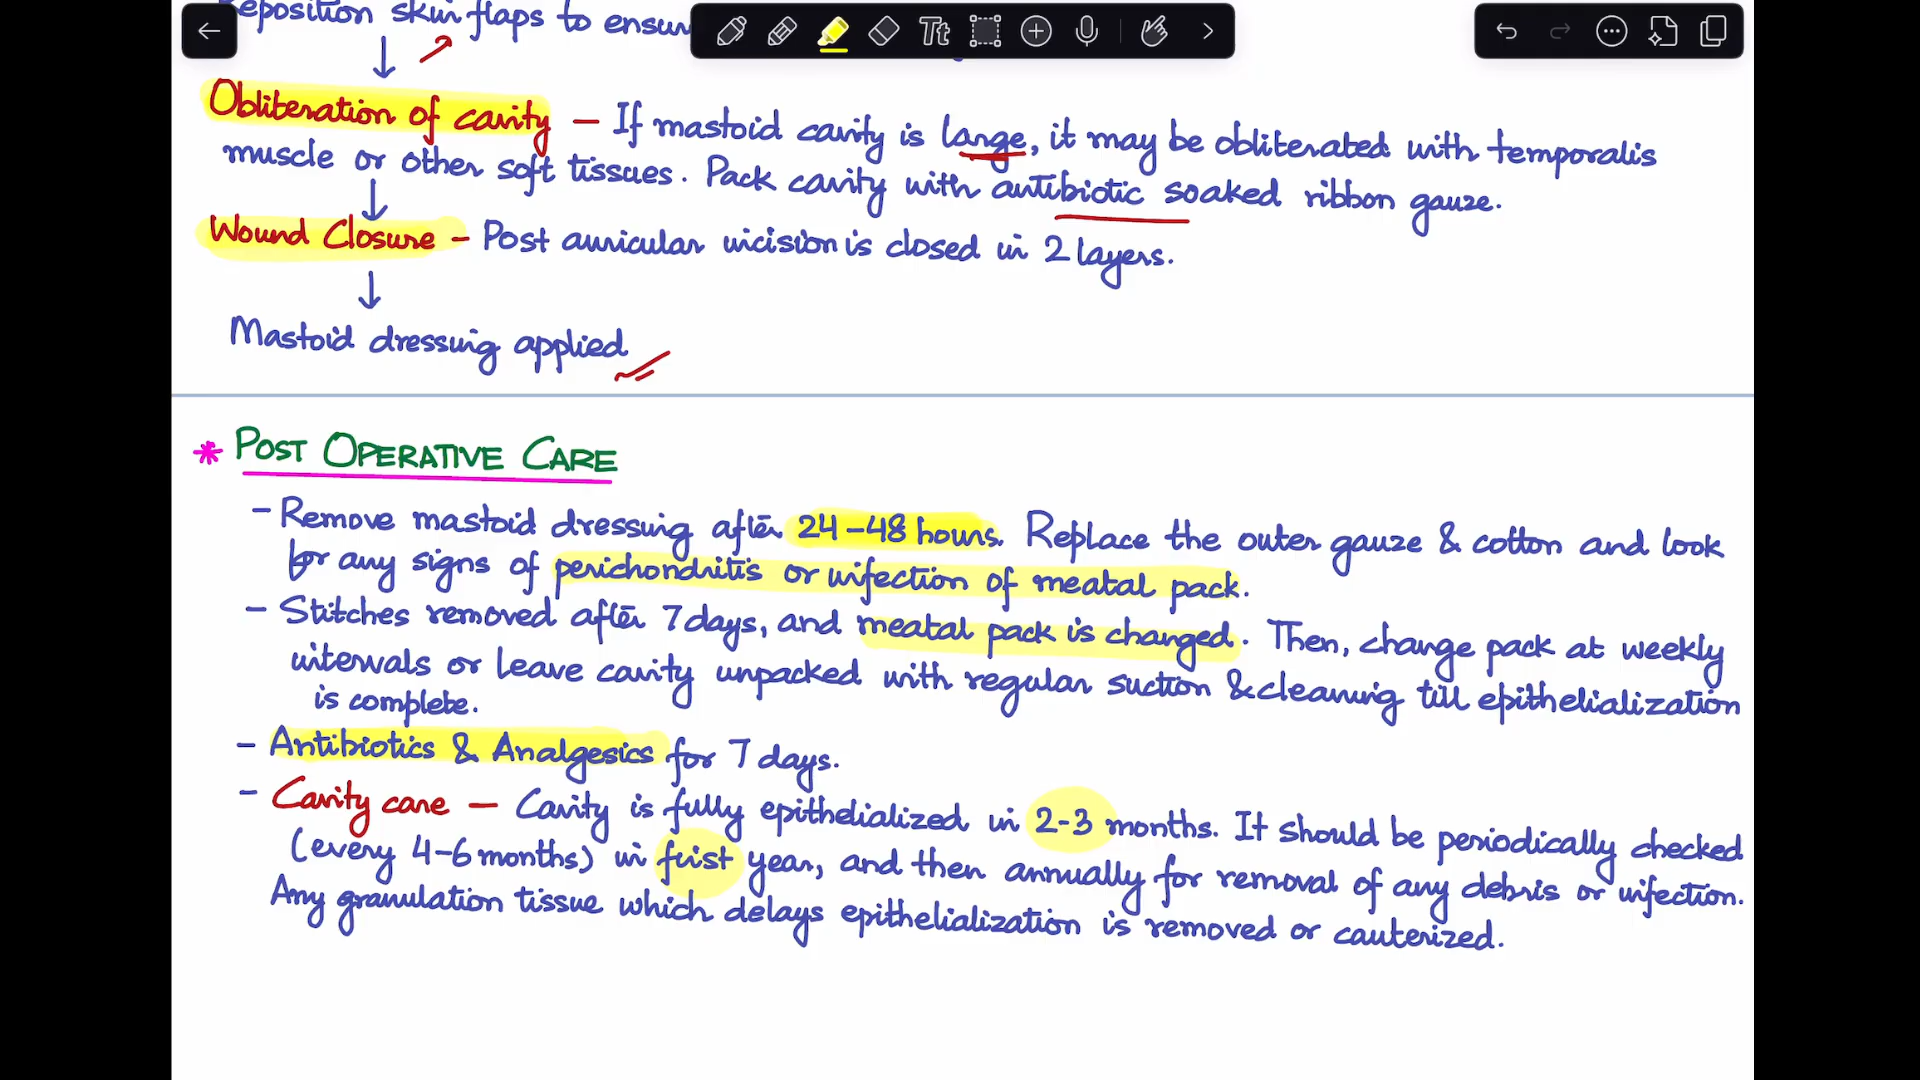 Reposition skin flaps to ensur
Tt
Obliteration of cavity – If mastoid cavity is large, it may be obliterated with temporalis
muscle or other soft tissues. Pack cavity with antibiotic soaked ribbon gauze.
Wound Closure – Post auricular incision is closed in 2 layers.
Mastoid dressing applied
* POST OPERATIVE CARE
– Remove mastoid dressing after 24–48 hours. Replace the outer gauze & cotton and look
for any signs of perichondritis or infection of meatal pack.
– Stitches removed after 7 days, and meatal pack is changed. Then, change pack at weekly
intervals or leave cavity unpacked with regular suction & cleaning till epithelialization
is complete.
– Antibiotics & Analgesics for 7 days.
– Cavity care – Cavity is fully epithelialized in 2-3 months. It should be periodically checked
(every 4–6 months) in first year, and then annually for removal of any debris or infection.
Any granulation tissue which delays epithelialization is removed or cauterized.